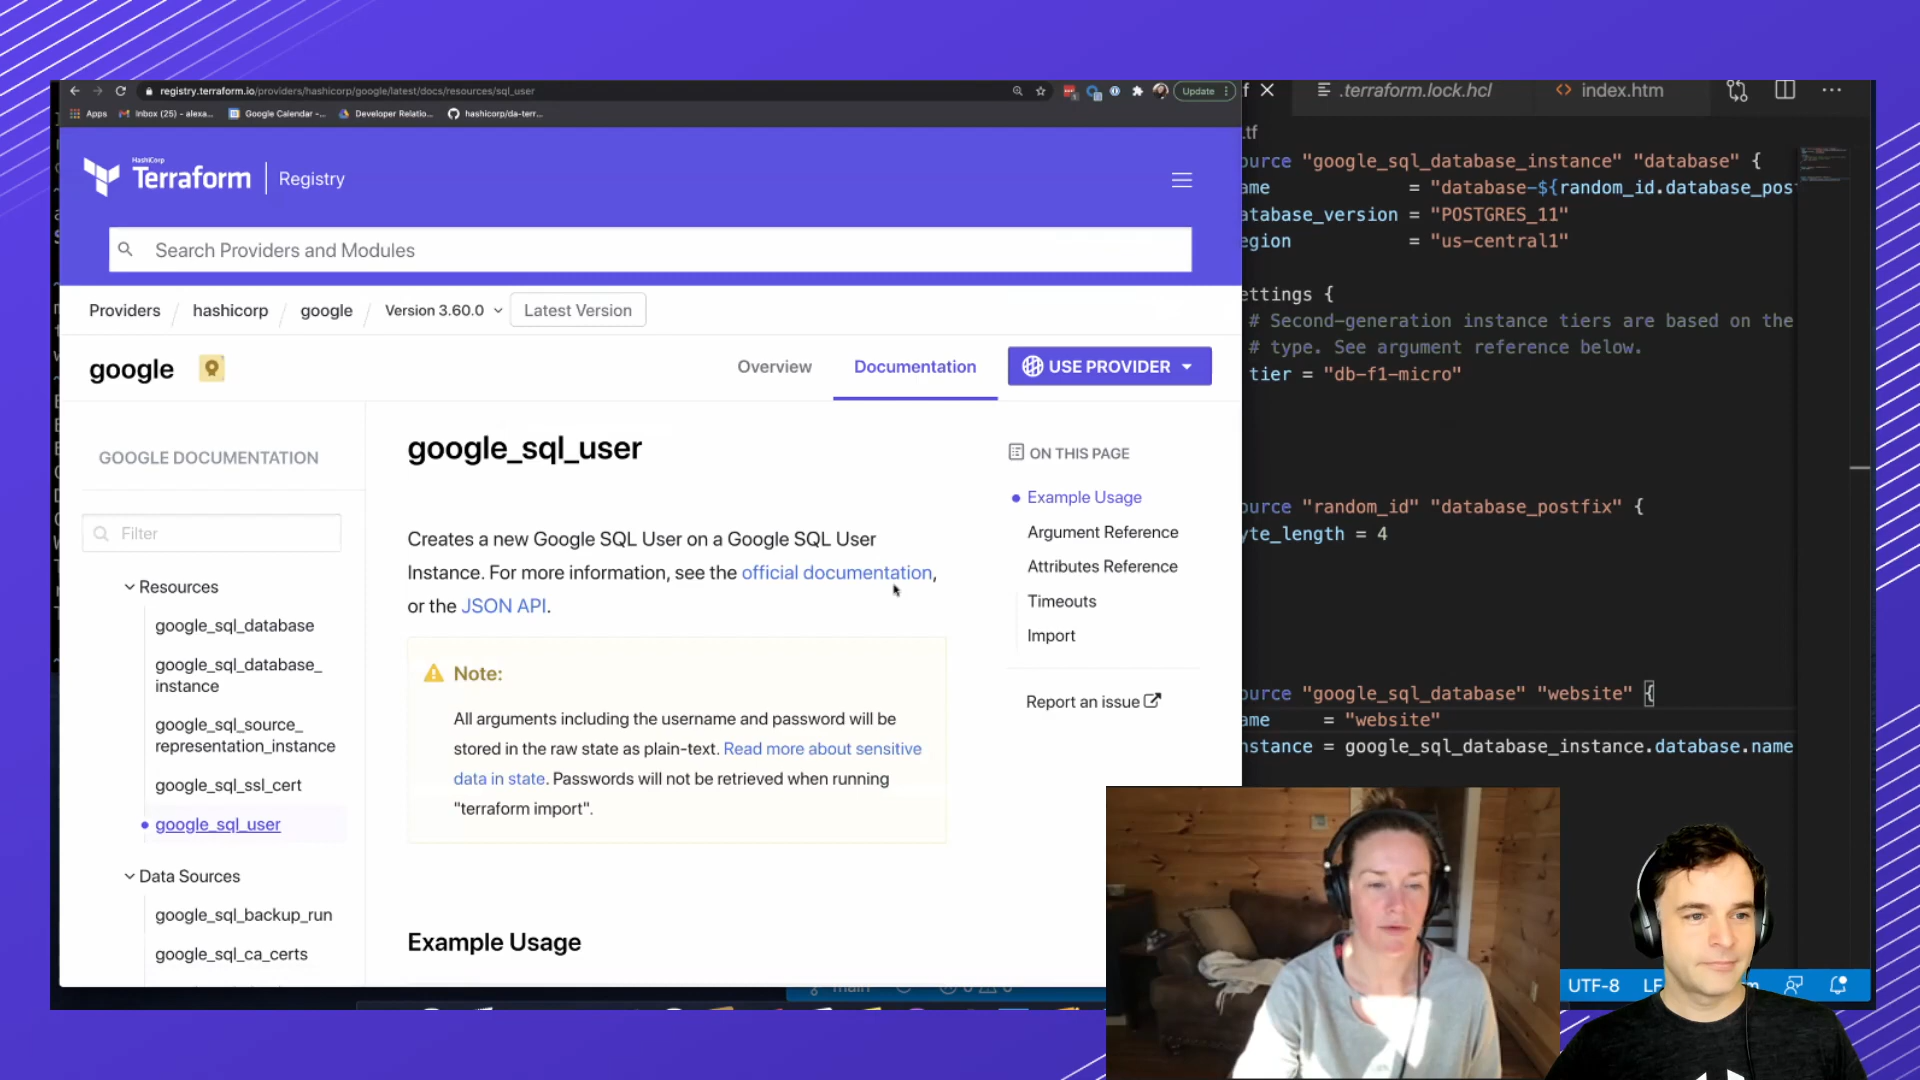 registry.terraform.io/providers/hashicorp/google/latest/docs/resources/sql_user
Update
Apps
Inbox (25) - alexa...
Google Calendar -...
Developer Relatio...
hashicorp/da-terr...
HashiCorp
Terraform
Registry
Search Providers and Modules
Providers / hashicorp / google / Version 3.60.0
Latest Version
google
Overview
Documentation
USE PROVIDER
GOOGLE DOCUMENTATION
Filter
Resources
google_sql_database
google_sql_database_
instance
google_sql_source_
representation_instance
google_sql_ssl_cert
google_sql_user
Data Sources
google_sql_backup_run
google_sql_ca_certs
google_sql_user
Creates a new Google SQL User on a Google SQL User
Instance. For more information, see the official documentation,
or the JSON API.
Note:
All arguments including the username and password will be
stored in the raw state as plain-text. Read more about sensitive
data in state. Passwords will not be retrieved when running
"terraform import".
Example Usage
ON THIS PAGE
Example Usage
Argument Reference
Attributes Reference
Timeouts
Import
Report an issue
f
.terraform.lock.hcl
index.htm
.tf
ource "google_sql_database_instance" "database" {
ame = "database-${random_id.database_pos
atabase_version = "POSTGRES_11"
egion = "us-central1"
ettings {
# Second-generation instance tiers are based on the
# type. See argument reference below.
tier = "db-f1-micro"
ource "random_id" "database_postfix" {
yte_length = 4
ource "google_sql_database" "website" {
ame = "website"
nstance = google_sql_database_instance.database.name
main
UTF-8
LF
m